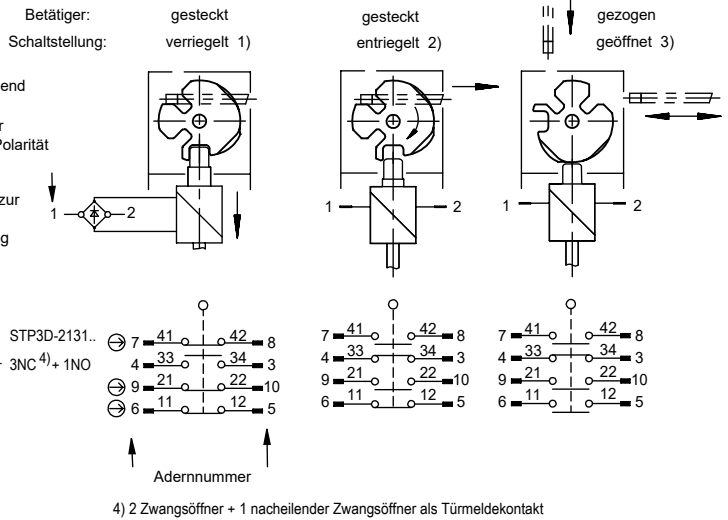 Betätiger: gesteckt gesteckt gezogen
Schaltstellung: verriegelt 1) entriegelt 2) geöffnet 3)
end
r
Polarität
zur
g
1 2 1 2 1 2
STP3D-2131..
3NC 4) + 1NO
7 41 42 8 7 41 42 8 7 41 42 8
4 33 34 3 4 33 34 3 4 33 34 3
9 21 22 10 9 21 22 10 9 21 22 10
6 11 12 5 6 11 12 5 6 11 12 5
Adernnummer
4) 2 Zwangsöffner + 1 nacheilender Zwangsöffner als Türmeldekontakt